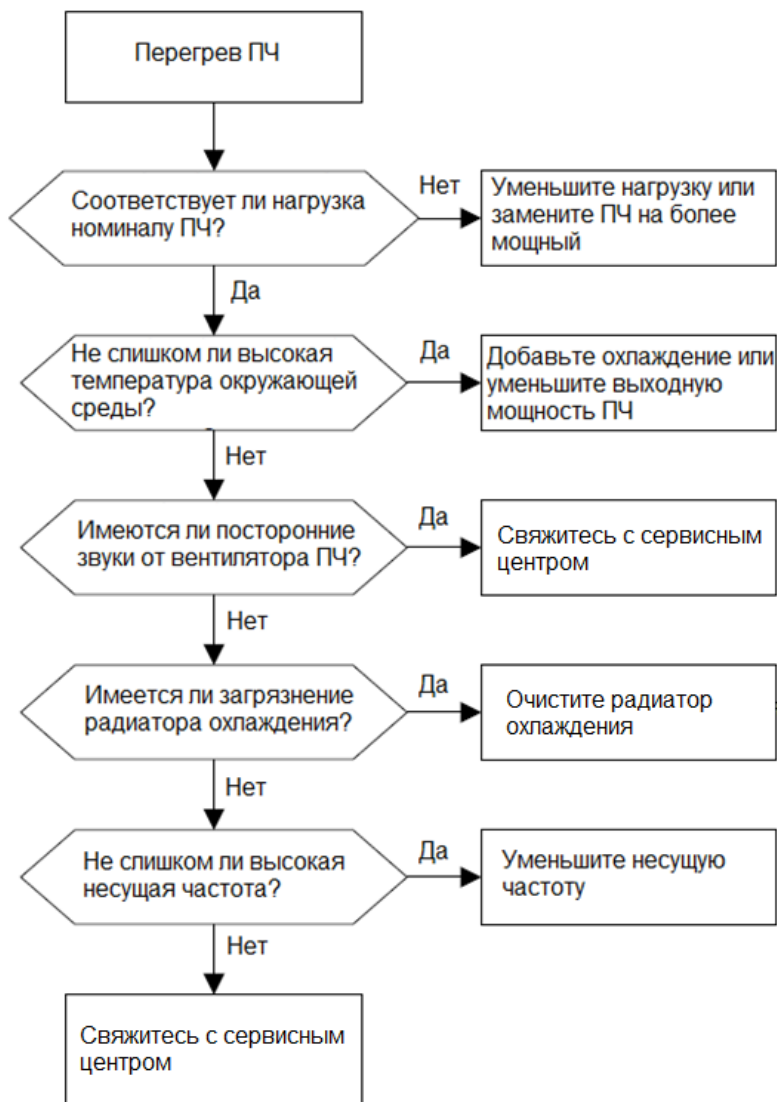 Перегрев ПЧ
Соответствует ли нагрузка
номиналу ПЧ?
Нет
Уменьшите нагрузку или
замените ПЧ на более
мощный
Да
Не слишком ли высокая
температура окружающей
среды?
Да
Добавьте охлаждение или
уменьшите выходную
мощность ПЧ
Нет
Имеются ли посторонние
звуки от вентилятора ПЧ?
Да
Свяжитесь с сервисным
центром
Нет
Имеется ли загрязнение
радиатора охлаждения?
Да
Очистите радиатор
охлаждения
Нет
Не слишком ли высокая
несущая частота?
Да
Уменьшите несущую
частоту
Нет
Свяжитесь с сервисным
центром